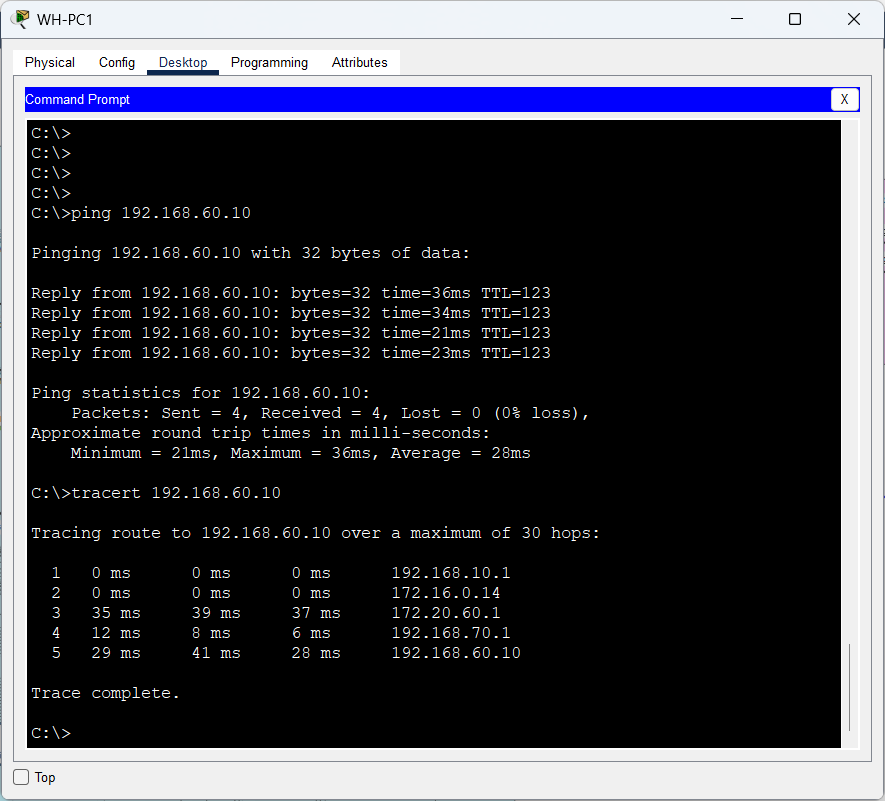 WH-PC1
Physical Config Desktop Programming Attributes
Command Prompt X
C:\>
C:\>
C:\>
C:\>
C:\>ping 192.168.60.10
Pinging 192.168.60.10 with 32 bytes of data:
Reply from 192.168.60.10: bytes=32 time=36ms TTL=123
Reply from 192.168.60.10: bytes=32 time=34ms TTL=123
Reply from 192.168.60.10: bytes=32 time=21ms TTL=123
Reply from 192.168.60.10: bytes=32 time=23ms TTL=123
Ping statistics for 192.168.60.10:
Packets: Sent = 4, Received = 4, Lost = 0 (0% loss),
Approximate round trip times in milli-seconds:
Minimum = 21ms, Maximum = 36ms, Average = 28ms
C:\>tracert 192.168.60.10
Tracing route to 192.168.60.10 over a maximum of 30 hops:
1 0 ms 0 ms 0 ms 192.168.10.1
2 0 ms 0 ms 0 ms 172.16.0.14
3 35 ms 39 ms 37 ms 172.20.60.1
4 12 ms 8 ms 6 ms 192.168.70.1
5 29 ms 41 ms 28 ms 192.168.60.10
Trace complete.
C:\>
Top